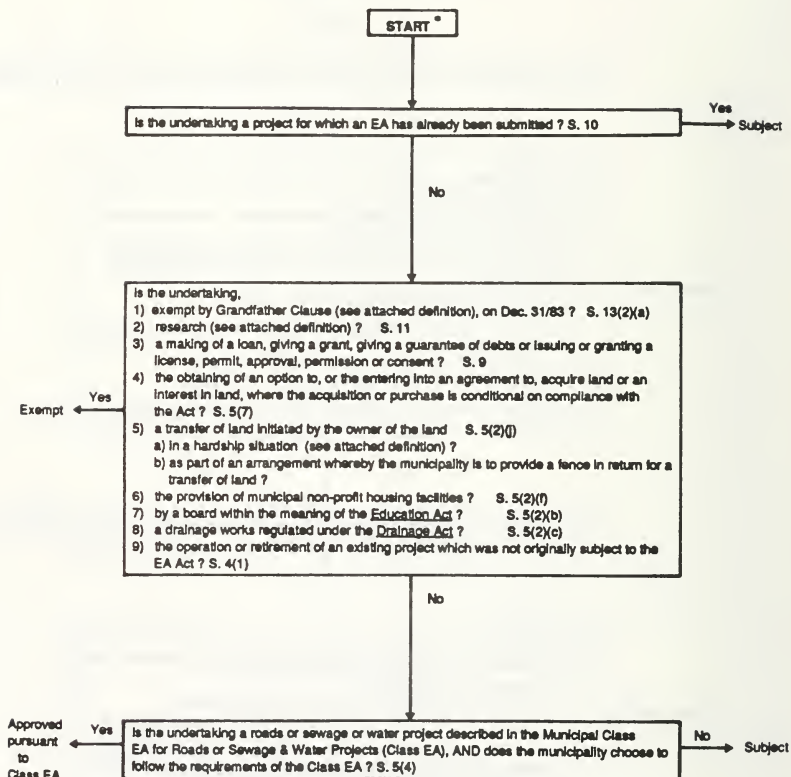 START *
Yes
Is the undertaking a project for which an EA has already been submitted ? S. 10
Subject
No
Is the undertaking,
1) exempt by Grandfather Clause (see attached definition), on Dec. 31/83 ? S. 13(2)(a)
2) research (see attached definition) ? S. 11
3) a making of a loan, giving a grant, giving a guarantee of debts or issuing or granting a
license, permit, approval, permission or consent ? S. 9
4) the obtaining of an option to, or the entering into an agreement to, acquire land or an
interest in land, where the acquisition or purchase is conditional on compliance with
the Act ? S. 5(7)
5) a transfer of land initiated by the owner of the land S. 5(2)(j)
a) in a hardship situation (see attached definition) ?
b) as part of an arrangement whereby the municipality is to provide a fence in return for a
transfer of land ?
6) the provision of municipal non-profit housing facilities ? S. 5(2)(f)
7) by a board within the meaning of the Education Act ? S. 5(2)(b)
8) a drainage works regulated under the Drainage Act ? S. 5(2)(c)
9) the operation or retirement of an existing project which was not originally subject to the
EA Act ? S. 4(1)
Yes
Exempt
No
Approved
pursuant
to
Class EA
Yes
Is the undertaking a roads or sewage or water project described in the Municipal Class
EA for Roads or Sewage & Water Projects (Class EA), AND does the municipality choose to
follow the requirements of the Class EA ? S. 5(4)
No
Subject